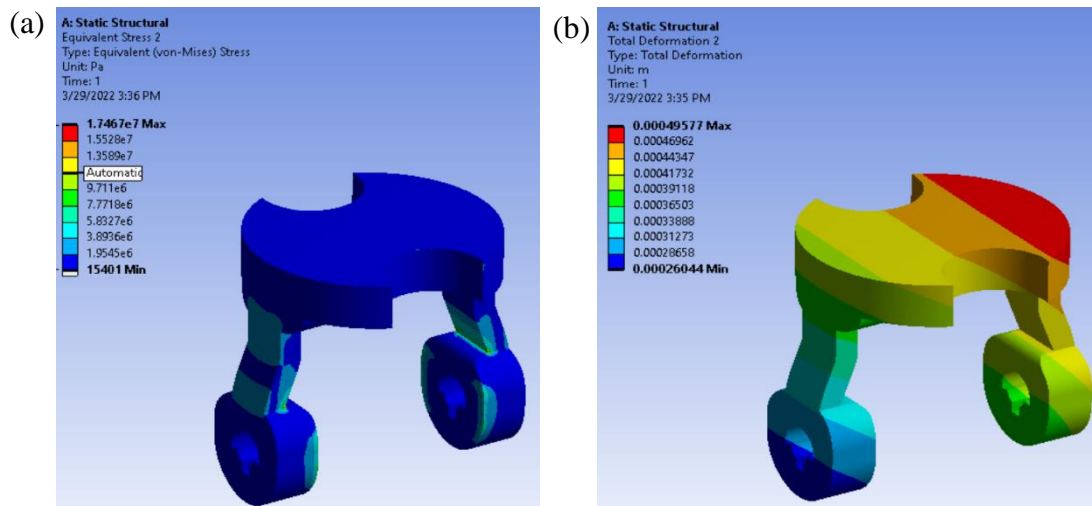 (a)
A: Static Structural
Equivalent Stress 2
Type: Equivalent (von-Mises) Stress
Unit: Pa
Time: 1
3/29/2022 3:36 PM
1.7467e7 Max
1.5528e7
1.3589e7
Automatic
9.711e6
7.7718e6
5.8327e6
3.8936e6
1.9545e6
15401 Min
(b)
A: Static Structural
Total Deformation 2
Type: Total Deformation
Unit: m
Time: 1
3/29/2022 3:35 PM
0.00049577 Max
0.00046962
0.00044347
0.00041732
0.00039118
0.00036503
0.00033888
0.00031273
0.00028658
0.00026044 Min